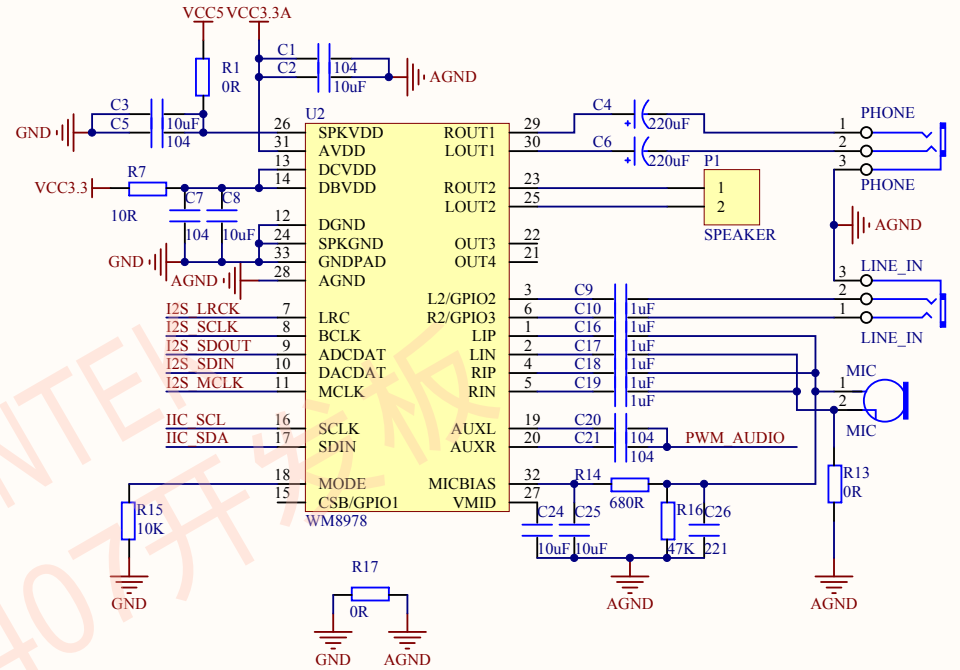 VCC5 VCC3.3A
C1
C2
104
10uF
AGND
R1
0R
C3
C5
10uF
104
GND
U2
26 SPKVDD
31 AVDD
13 DCVDD
14 DBVDD
12 DGND
24 SPKGND
33 GNDPAD
28 AGND
7 LRC
8 BCLK
9 ADCDAT
10 DACDAT
11 MCLK
16 SCLK
17 SDIN
18 MODE
15 CSB/GPIO1
WM8978
ROUT1 29
LOUT1 30
ROUT2 23
LOUT2 25
OUT3 22
OUT4 21
L2/GPIO2 3
R2/GPIO3 6
LIP 1
LIN 2
RIP 4
RIN 5
AUXL 19
AUXR 20
MICBIAS 32
VMID 27
VCC3.3
R7
10R
C7
104
C8
10uF
GND
AGND
I2S_LRCK
I2S_SCLK
I2S_SDOUT
I2S_SDIN
I2S_MCLK
IIC_SCL
IIC_SDA
R15
10K
GND
R17
0R
GND
AGND
C4
+
220uF
C6
+
220uF
P1
1
2
SPEAKER
PHONE
1
2
3
PHONE
AGND
LINE_IN
3
2
1
LINE_IN
C9
C10 1uF
C16 1uF
C17 1uF
C18 1uF
C19 1uF
1uF
C20
C21 104
104
PWM_AUDIO
MIC
1
2
MIC
R13
0R
AGND
R14
680R
C24
10uF
C25
10uF
R16
47K
C26
221
AGND
NTEK
407开发板